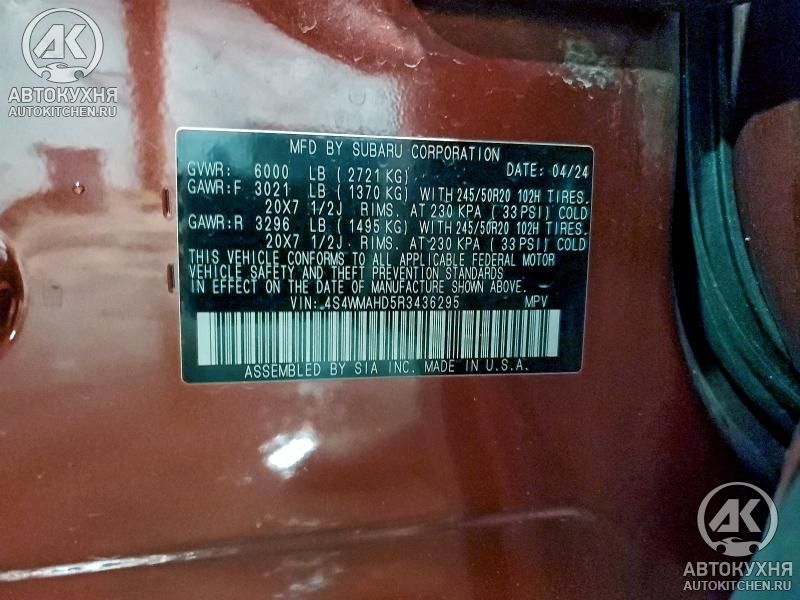 AK
АВТОКУХНЯ
AUTOKITCHEN.RU
MFD BY SUBARU CORPORATION
GVWR: 6000 LB ( 2721 KG) DATE: 04/24
GAWR:F 3021 LB ( 1370 KG) WITH 245/50R20 102H TIRES.
20X7 1/2J RIMS. AT 230 KPA ( 33 PSI) COLD
GAWR:R 3296 LB ( 1495 KG) WITH 245/50R20 102H TIRES.
20X7 1/2J RIMS. AT 230 KPA ( 33 PSI) COLD
THIS VEHICLE CONFORMS TO ALL APPLICABLE FEDERAL MOTOR
VEHICLE SAFETY AND THEFT PREVENTION STANDARDS
IN EFFECT ON THE DATE OF MANUFACTURE SHOWN ABOVE.
VIN: 4S4WMAHD5R3436295 MPV
ASSEMBLED BY SIA INC. MADE IN U.S.A.
AK
АВТОКУХНЯ
AUTOKITCHEN.RU